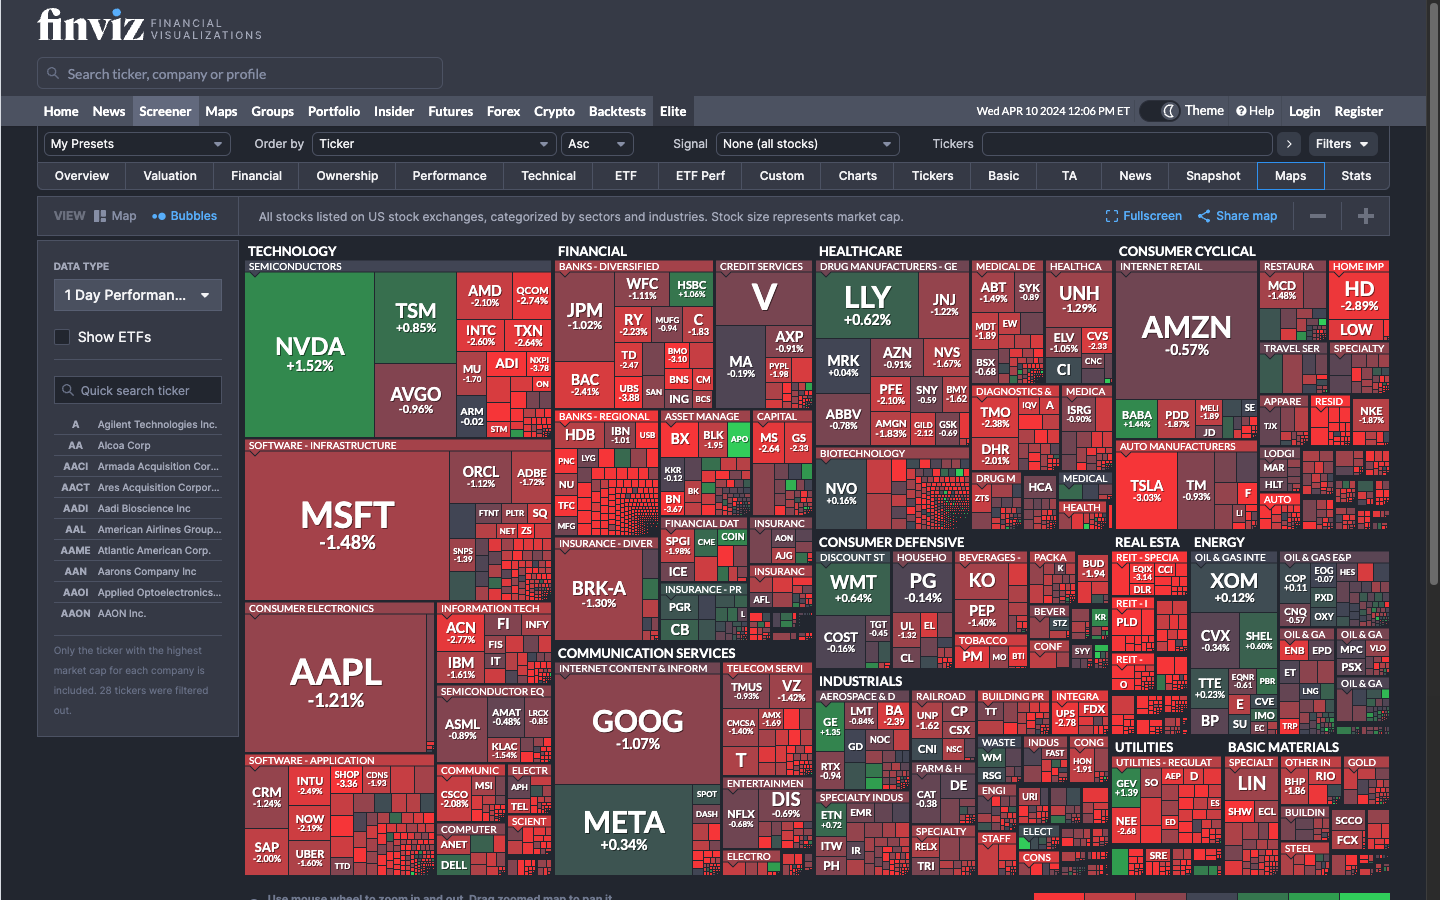 finviz FINANCIAL VISUALIZATIONS
Search ticker, company or profile
Home News Screener Maps Groups Portfolio Insider Futures Forex Crypto Backtests Elite
Wed APR 10 2024 12:06 PM ET Theme Help Login Register
My Presets Order by Ticker Asc Signal None (all stocks) Tickers Filters
Overview Valuation Financial Ownership Performance Technical ETF ETF Perf Custom Charts Tickers Basic TA News Snapshot Maps Stats
VIEW Map Bubbles
All stocks listed on US stock exchanges, categorized by sectors and industries. Stock size represents market cap.
Fullscreen Share map
DATA TYPE
1 Day Performan...
Show ETFs
Quick search ticker
A Agilent Technologies Inc.
AA Alcoa Corp
AACI Armada Acquisition Cor...
AACT Ares Acquisition Corpor...
AADI Aadi Bioscience Inc
AAL American Airlines Group...
AAME Atlantic American Corp.
AAN Aarons Company Inc
AAOI Applied Optoelectronics...
AAON AAON Inc.
Only the ticker with the highest
market cap for each company is
included. 28 tickers were filtered
out.
TECHNOLOGY
SEMICONDUCTORS
NVDA
+1.52%
TSM
+0.85%
AVGO
-0.96%
AMD
-2.10%
QCOM
-2.74%
INTC
-2.60%
TXN
-2.64%
MU
-1.70
ADI
NXPI
-3.78
ON
ARM
-0.02
STM
SOFTWARE - INFRASTRUCTURE
MSFT
-1.48%
ORCL
-1.12%
ADBE
-1.72%
FTNT PLTR SQ
NET ZS
SNPS
-1.39
CONSUMER ELECTRONICS
AAPL
-1.21%
INFORMATION TECH
ACN
-2.77%
FI INFY
FIS
IBM
-1.61%
IT
SEMICONDUCTOR EQ
ASML
-0.89%
AMAT
-0.48%
LRCX
-0.85
KLAC
-1.54%
SOFTWARE - APPLICATION
CRM
-1.24%
INTU
-2.49%
SHOP
-3.36
CDNS
-1.93
NOW
-2.19%
SAP
-2.00%
UBER
-1.60%
TTD
COMMUNIC
CSCO
-2.08%
MSI
ELECTR
APH
TEL
COMPUTER
ANET
DELL
SCIENT
FINANCIAL
BANKS - DIVERSIFIED
JPM
-1.02%
WFC
-1.11%
HSBC
+1.06%
RY
-2.23%
MUFG
-0.94
C
-1.83
BAC
-2.41%
TD
-2.47
BMO
-3.10
UBS
-3.88
SAN
BNS CM
ING BCS
CREDIT SERVICES
V
MA
-0.19%
AXP
-0.91%
PYPL
-1.98
BANKS - REGIONAL
HDB
IBN
-1.01
USB
PNC LYG
NU
TFC
MFG
ASSET MANAGE
BX
BLK
-1.95
APO
KKR
-0.12
BK
BN
-3.67
CAPITAL
MS
-2.64
GS
-2.33
FINANCIAL DAT
SPGI
-1.98%
CME COIN
ICE
INSURANC
AON
AJG
INSURANCE - DIVER
BRK-A
-1.30%
INSURANCE - PR
PGR
CB
L
INSURANC
AFL
COMMUNICATION SERVICES
INTERNET CONTENT & INFORM
GOOG
-1.07%
META
+0.34%
SPOT
DASH
TELECOM SERVI
TMUS
-0.93%
VZ
-1.42%
CMCSA
-1.40%
AMX
-1.69
T
ENTERTAINMEN
NFLX
-0.68%
DIS
-0.69%
ELECTRO
HEALTHCARE
DRUG MANUFACTURERS - GE
LLY
+0.62%
JNJ
-1.22%
MRK
+0.04%
AZN
-0.91%
NVS
-1.67%
ABBV
-0.78%
PFE
-2.10%
SNY
-0.59
BMY
-1.62
AMGN
-1.83%
GILD
-2.12
GSK
-0.69
BIOTECHNOLOGY
NVO
+0.16%
MEDICAL DE
ABT
-1.49%
SYK
-0.89
MDT
-1.89
EW
BSX
-0.68
HEALTHCA
UNH
-1.29%
ELV
-1.05%
CVS
-2.33
CI CNC
DIAGNOSTICS &
TMO
-2.38%
IQV A
DHR
-2.01%
MEDICA
ISRG
-0.90%
DRUG M
ZTS
HCA
MEDICAL
HEALTH
CONSUMER CYCLICAL
INTERNET RETAIL
AMZN
-0.57%
BABA
+1.44%
PDD
-1.87%
MELI
-1.89
SE
JD
RESTAURA
MCD
-1.48%
HOME IMP
HD
-2.89%
LOW
TRAVEL SER
SPECIALTY
APPARE
TJX
RESID
NKE
-1.87%
AUTO MANUFACTURERS
TSLA
-3.03%
TM
-0.93%
F
LI
LODGI
MAR
HLT
AUTO
CONSUMER DEFENSIVE
DISCOUNT ST
WMT
+0.64%
COST
-0.16%
TGT
-0.45
HOUSEHO
PG
-0.14%
UL
-1.32
EL
CL
BEVERAGES -
KO
PEP
-1.40%
TOBACCO
PM MO BTI
PACKA
K
BUD
-1.94
BEVER
STZ
KR
CONF
SYY
REAL ESTA
REIT - SPECIA
EQIX
-3.14
CCI
DLR
REIT - I
PLD
REIT -
O
ENERGY
OIL & GAS INTE
XOM
+0.12%
CVX
-0.34%
SHEL
+0.60%
TTE
+0.23%
EQNR
-0.61
PBR
E CVE
IMO
BP SU EC
OIL & GAS E&P
COP
+0.11
EOG
-0.07
HES
PXD
CNQ
-0.57
OXY
OIL & GA
ENB EPD
ET
LNG
TRP
OIL & GA
MPC VLO
PSX
OIL & GA
INDUSTRIALS
AEROSPACE & D
GE
+1.35
LMT
-0.84%
BA
-2.39
GD NOC
RTX
-0.94
RAILROAD
UNP
-1.62
CP
CSX
CNI NSC
BUILDING PR
TT
INTEGRA
UPS
-2.78
FDX
WASTE
WM
RSG
INDUS
FAST
CONG
HON
-1.91
FARM & H
CAT
-0.38
DE
SPECIALTY INDUS
ETN
+0.72
EMR
ITW
IR
PH
ENGI
URI
SPECIALTY
RELX
TRI
STAFF
ELECT
CONS
UTILITIES
UTILITIES - REGULAT
GEV
+1.39
SO AEP D
ES
NEE
-2.68
ED
SRE
BASIC MATERIALS
SPECIALT
LIN
SHW ECL
OTHER IN
BHP
-1.86
RIO
GOLD
BUILDIN
SCCO
FCX
STEEL
Use mouse wheel to zoom in and out. Drag zoomed map to pan it.